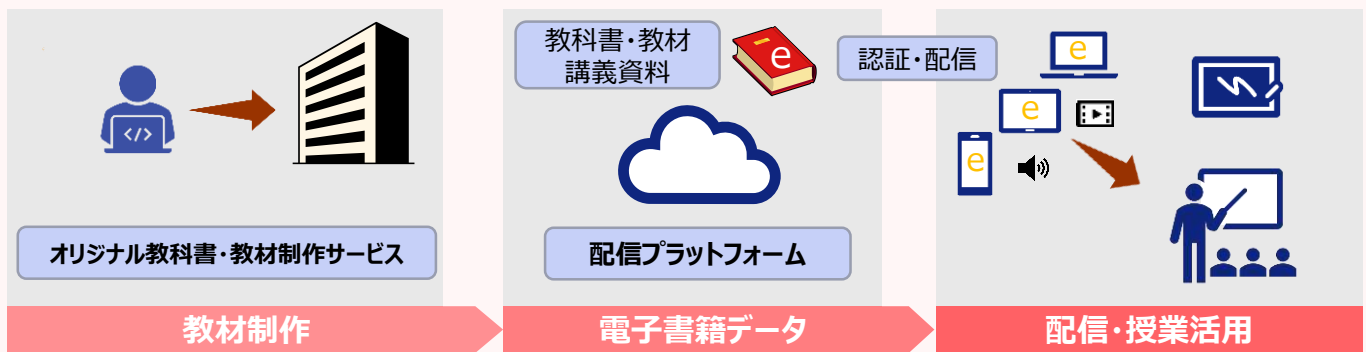 オリジナル教科書・教材制作サービス
教材制作
教科書・教材
講義資料
e
認証・配信
配信プラットフォーム
電子書籍データ
e
e
e
配信・授業活用